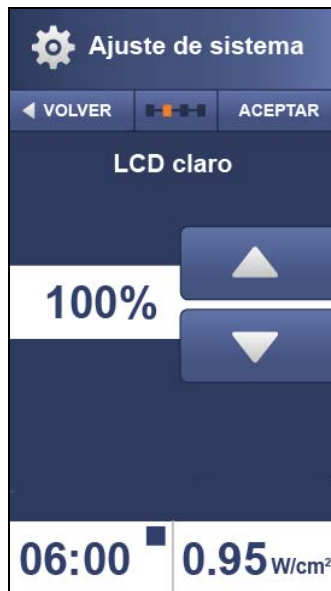 Ajuste de sistema
VOLVER ACEPTAR
LCD claro
100%
06:00 0.95 W/cm²